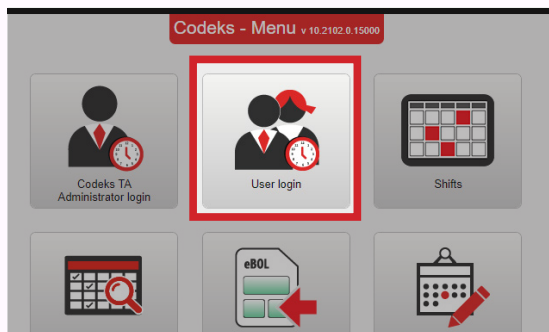 Codeks - Menu v 10.2102.0.15000
Codeks TA
Administrator login
User login
Shifts
eBOL